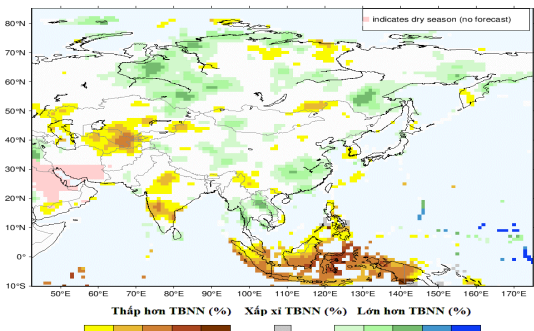 80°N
indicates dry season (no forecast)
70°N
60°N
50°N
40°N
30°N
20°N
10°N
0°
10°S
50°E 60°E 70°E 80°E 90°E 100°E 110°E 120°E 130°E 140°E 150°E 160°E 170°E
Thấp hơn TBNN (%) Xấp xỉ TBNN (%) Lớn hơn TBNN (%)